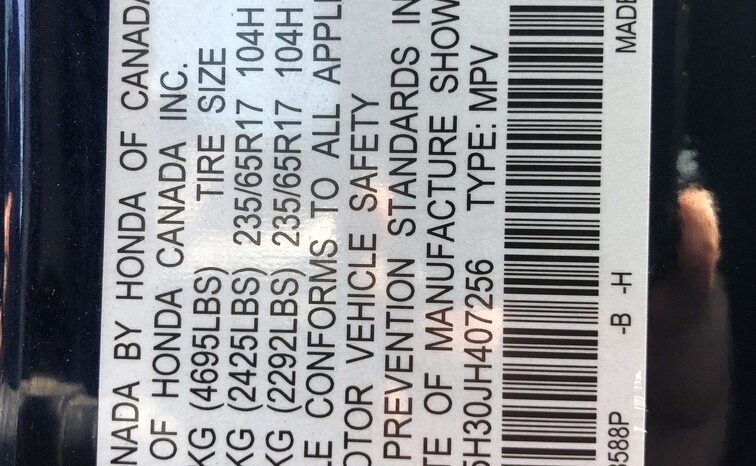 NADA BY HONDA OF CANADA
OF HONDA CANADA INC.
KG (4695LBS) TIRE SIZE
KG (2425LBS) 235/65R17 104H
KG (2292LBS) 235/65R17 104H
LE CONFORMS TO ALL APPLI
OTOR VEHICLE SAFETY
PREVENTION STANDARDS IN
TE OF MANUFACTURE SHOW
5H30JH407256 TYPE: MPV
3588P -B -H MADE